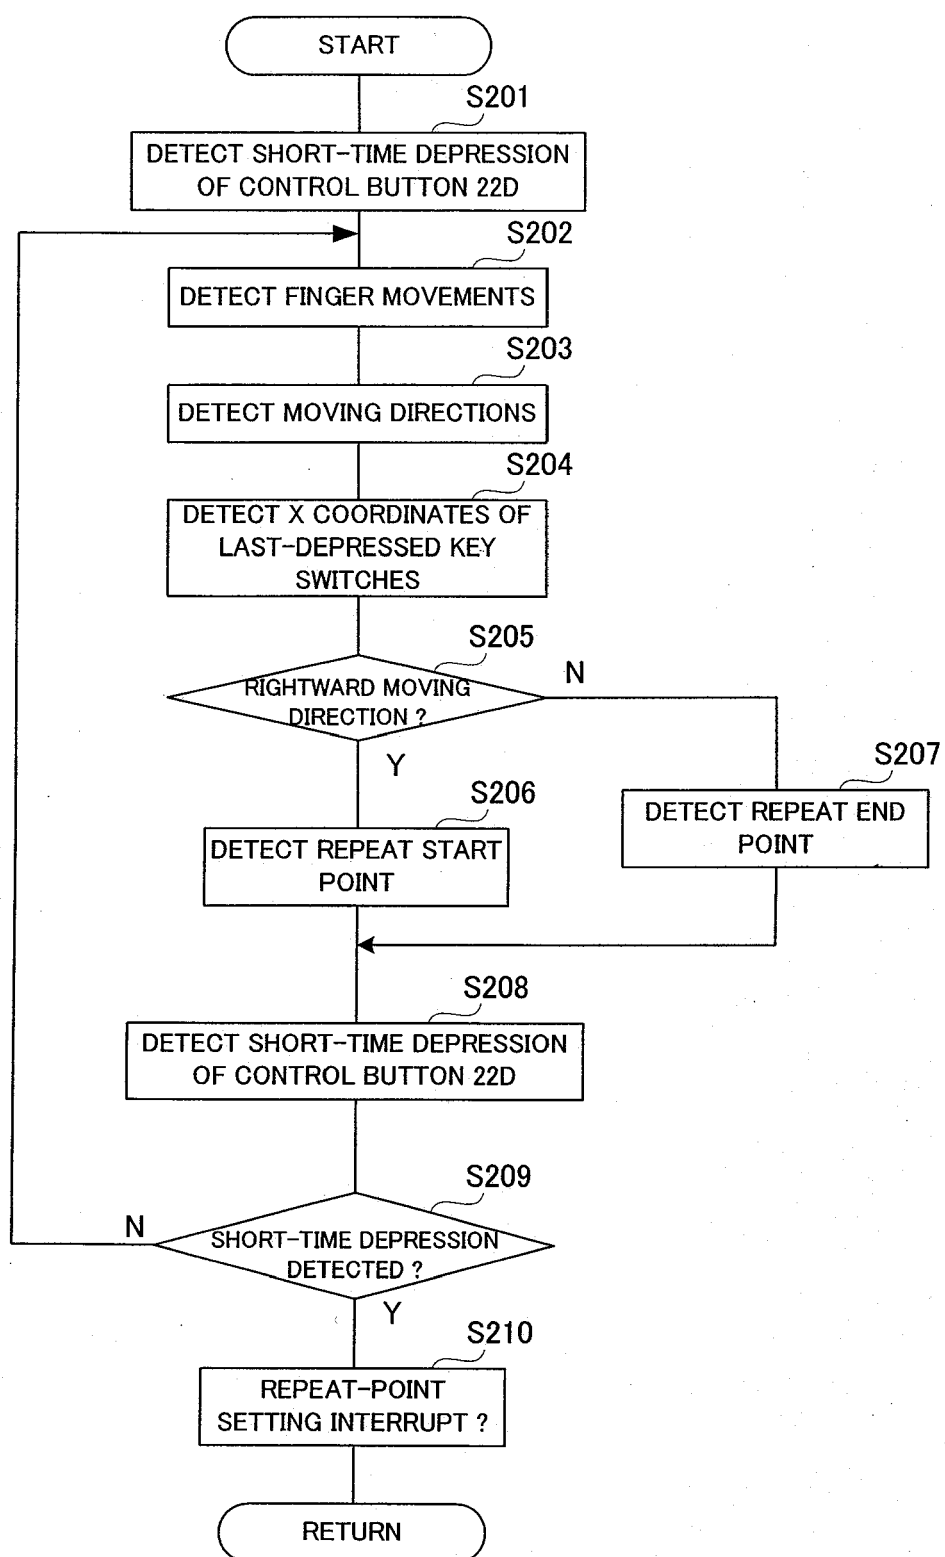 START
S201
DETECT SHORT-TIME DEPRESSION
OF CONTROL BUTTON 22D
S202
DETECT FINGER MOVEMENTS
S203
DETECT MOVING DIRECTIONS
S204
DETECT X COORDINATES OF
LAST-DEPRESSED KEY
SWITCHES
S205
RIGHTWARD MOVING
DIRECTION ?
N
Y
S206
DETECT REPEAT START
POINT
S207
DETECT REPEAT END
POINT
S208
DETECT SHORT-TIME DEPRESSION
OF CONTROL BUTTON 22D
S209
SHORT-TIME DEPRESSION
DETECTED ?
N
Y
S210
REPEAT-POINT
SETTING INTERRUPT ?
RETURN